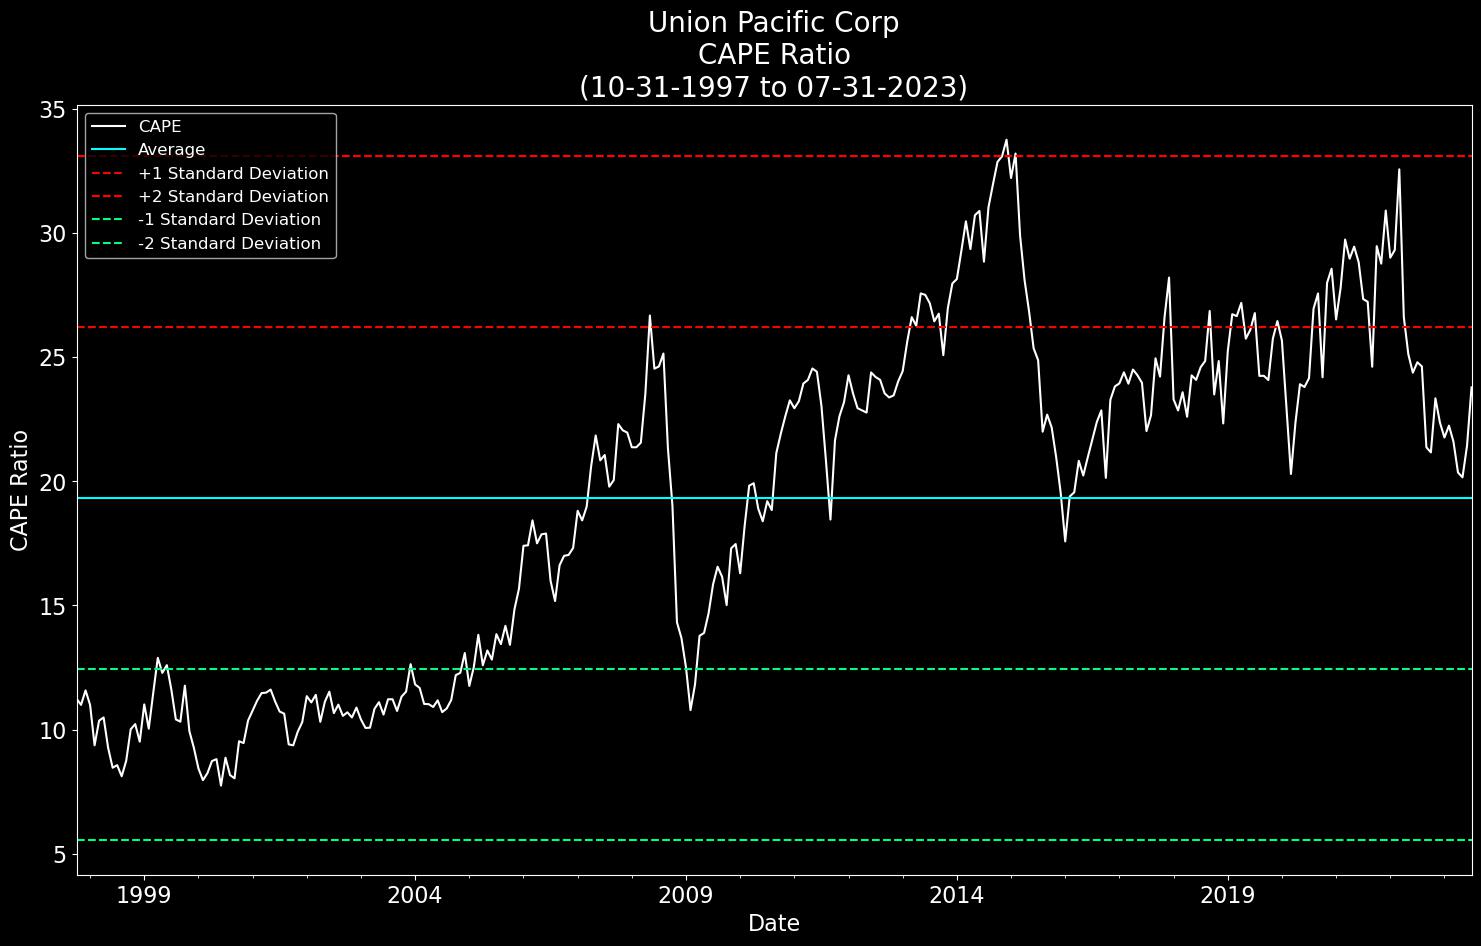 Union Pacific Corp
CAPE Ratio
(10-31-1997 to 07-31-2023)
CAPE
Average
+1 Standard Deviation
+2 Standard Deviation
-1 Standard Deviation
-2 Standard Deviation
35
30
25
20
15
10
5
CAPE Ratio
1999
2004
2009
2014
2019
Date